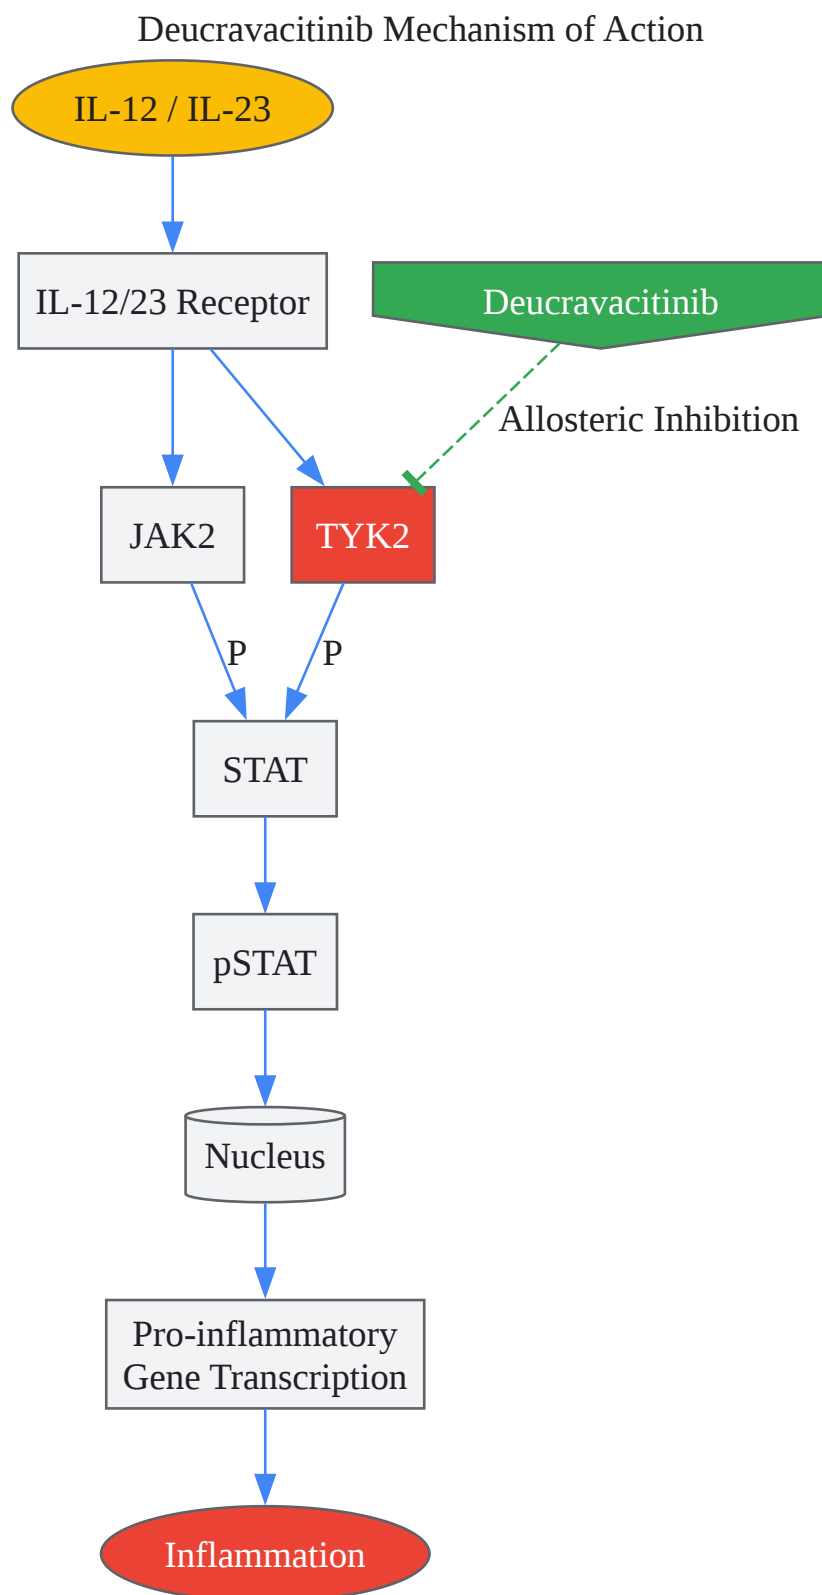 Deucravacitinib Mechanism of Action
IL-12 / IL-23
IL-12/23 Receptor
Deucravacitinib
Allosteric Inhibition
JAK2
TYK2
P
P
STAT
pSTAT
Nucleus
Pro-inflammatory
Gene Transcription
Inflammation